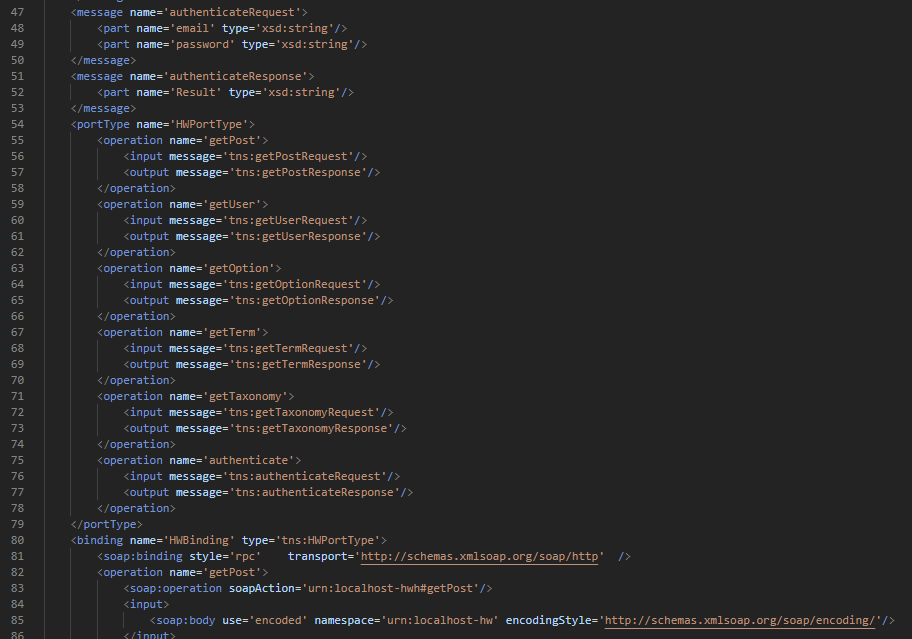 47 <message name='authenticateRequest'>
48 <part name='email' type='xsd:string'/>
49 <part name='password' type='xsd:string'/>
50 </message>
51 <message name='authenticateResponse'>
52 <part name='Result' type='xsd:string'/>
53 </message>
54 <portType name='HWPortType'>
55 <operation name='getPost'>
56 <input message='tns:getPostRequest'/>
57 <output message='tns:getPostResponse'/>
58 </operation>
59 <operation name='getUser'>
60 <input message='tns:getUserRequest'/>
61 <output message='tns:getUserResponse'/>
62 </operation>
63 <operation name='getOption'>
64 <input message='tns:getOptionRequest'/>
65 <output message='tns:getOptionResponse'/>
66 </operation>
67 <operation name='getTerm'>
68 <input message='tns:getTermRequest'/>
69 <output message='tns:getTermResponse'/>
70 </operation>
71 <operation name='getTaxonomy'>
72 <input message='tns:getTaxonomyRequest'/>
73 <output message='tns:getTaxonomyResponse'/>
74 </operation>
75 <operation name='authenticate'>
76 <input message='tns:authenticateRequest'/>
77 <output message='tns:authenticateResponse'/>
78 </operation>
79 </portType>
80 <binding name='HWBinding' type='tns:HWPortType'>
81 <soap:binding style='rpc' transport='http://schemas.xmlsoap.org/soap/http' />
82 <operation name='getPost'>
83 <soap:operation soapAction='urn:localhost-hwh#getPost'/>
84 <input>
85 <soap:body use='encoded' namespace='urn:localhost-hw' encodingStyle='http://schemas.xmlsoap.org/soap/encoding/'/>
86 </input>